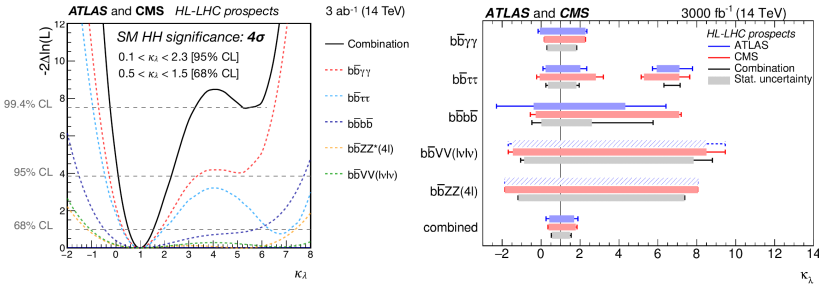 ATLAS and CMS HL-LHC prospects
3 ab⁻¹ (14 TeV)
-2Δln(L)
12
10
8
6
4
2
0
SM HH significance: 4σ
0.1 < κλ < 2.3 [95% CL]
0.5 < κλ < 1.5 [68% CL]
99.4% CL
95% CL
68% CL
−2 −1 0 1 2 3 4 5 6 7 8
κλ
Combination
bb̅γγ
bb̅ττ
bb̅bb̅
bb̅ZZ*(4l)
bb̅VV(lνlν)
ATLAS and CMS
3000 fb⁻¹ (14 TeV)
HL-LHC prospects
ATLAS
CMS
Combination
Stat. uncertainty
bb̅γγ
bb̅ττ
bb̅bb̅
bb̅VV(lνlν)
bb̅ZZ(4l)
combined
−2 0 2 4 6 8 10 12 14
κλ